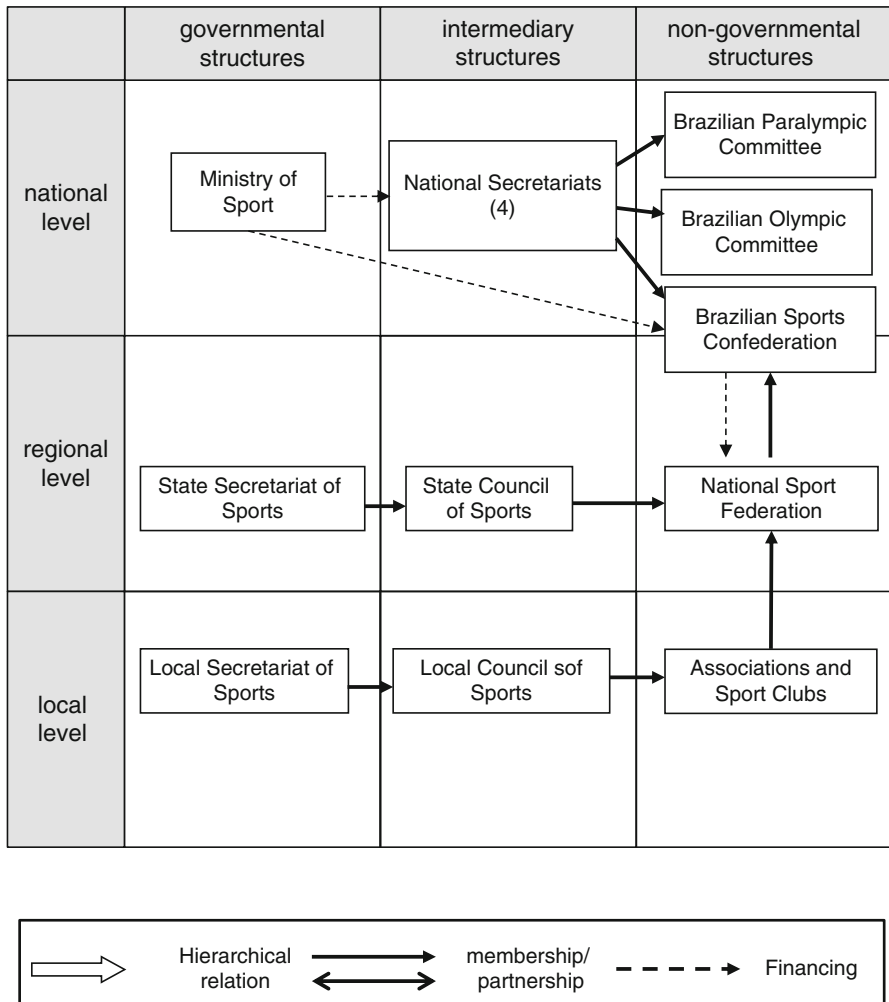 governmental
structures
intermediary
structures
non-governmental
structures
national
level
Ministry of
Sport
National Secretariats
(4)
Brazilian Paralympic
Committee
Brazilian Olympic
Committee
Brazilian Sports
Confederation
regional
level
State Secretariat of
Sports
State Council
of Sports
National Sport
Federation
local
level
Local Secretariat of
Sports
Local Council sof
Sports
Associations and
Sport Clubs
Hierarchical
relation
membership/
partnership
Financing